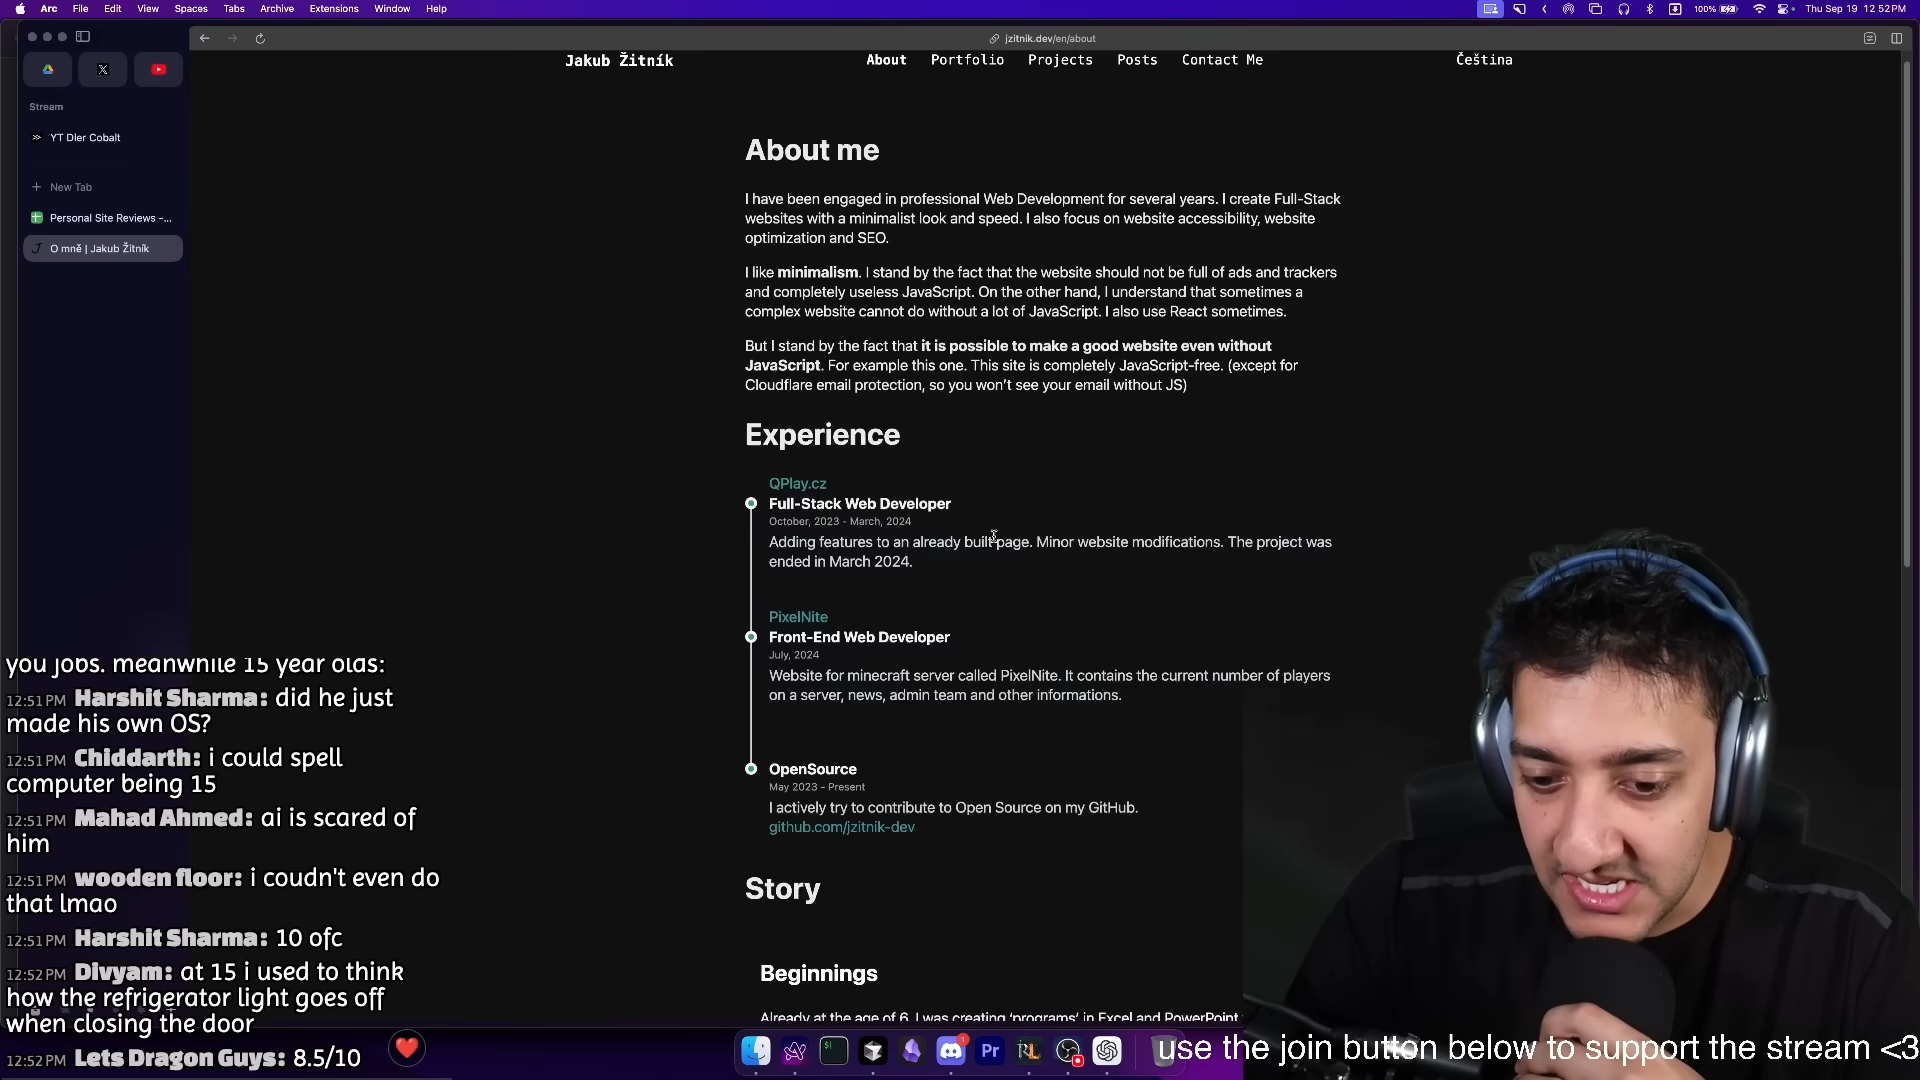 Arc File Edit View Spaces Tabs Archive Extensions Window Help
100% Thu Sep 19 12 52 PM
jzitnik.dev/en/about
Stream
YT Dler Cobalt
New Tab
Personal Site Reviews -...
O mně | Jakub Žitník
Jakub Žitník
About Portfolio Projects Posts Contact Me
Čeština
About me
I have been engaged in professional Web Development for several years. I create Full-Stack
websites with a minimalist look and speed. I also focus on website accessibility, website
optimization and SEO.
I like minimalism. I stand by the fact that the website should not be full of ads and trackers
and completely useless JavaScript. On the other hand, I understand that sometimes a
complex website cannot do without a lot of JavaScript. I also use React sometimes.
But I stand by the fact that it is possible to make a good website even without
JavaScript. For example this one. This site is completely JavaScript-free. (except for
Cloudflare email protection, so you won't see your email without JS)
Experience
QPlay.cz
Full-Stack Web Developer
October, 2023 - March, 2024
Adding features to an already built page. Minor website modifications. The project was
ended in March 2024.
PixelNite
Front-End Web Developer
July, 2024
Website for minecraft server called PixelNite. It contains the current number of players
on a server, news, admin team and other informations.
OpenSource
May 2023 - Present
I actively try to contribute to Open Source on my GitHub.
github.com/jzitnik-dev
Story
Beginnings
Already at the age of 6, I was creating 'programs' in Excel and PowerPoint
you jobs. meanwhile 15 year olds:
12:51 PM Harshit Sharma: did he just
made his own OS?
12:51 PM Chiddarth: i could spell
computer being 15
12:51 PM Mahad Ahmed: ai is scared of
him
12:51 PM wooden floor: i coudn't even do
that lmao
12:51 PM Harshit Sharma: 10 ofc
12:52 PM Divyam: at 15 i used to think
how the refrigerator light goes off
when closing the door
12:52 PM Lets Dragon Guys: 8.5/10
$
1
Pr
RL
use the join button below to support the stream <3